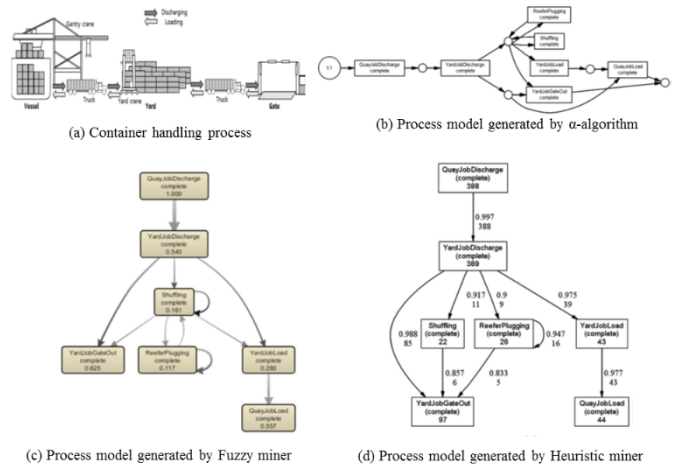 Discharging
Loading
Gantry crane
Vessel
Truck
Yard crane
Yard
Truck
Gate
(a) Container handling process
ReeferPlugging
complete
Shuffling
complete
QuayJobDischarge
complete
YardJobDischarge
complete
YardJobLoad
complete
QuayJobLoad
complete
YardJobGateOut
complete
(b) Process model generated by α-algorithm
QuayJobDischarge
complete
1.000
YardJobDischarge
complete
0.540
Shuffling
complete
0.161
YardJobGateOut
complete
0.625
ReeferPlugging
complete
0.117
YardJobLoad
complete
0.280
QuayJobLoad
complete
0.557
(c) Process model generated by Fuzzy miner
QuayJobDischarge
(complete)
388
0.997
388
YardJobDischarge
(complete)
389
0.917
11
0.9
9
0.975
39
0.988
85
Shuffling
(complete)
22
ReeferPlugging
(complete)
26
0.947
16
YardJobLoad
(complete)
43
0.857
6
0.833
5
0.977
43
YardJobGateOut
(complete)
97
QuayJobLoad
(complete)
44
(d) Process model generated by Heuristic miner